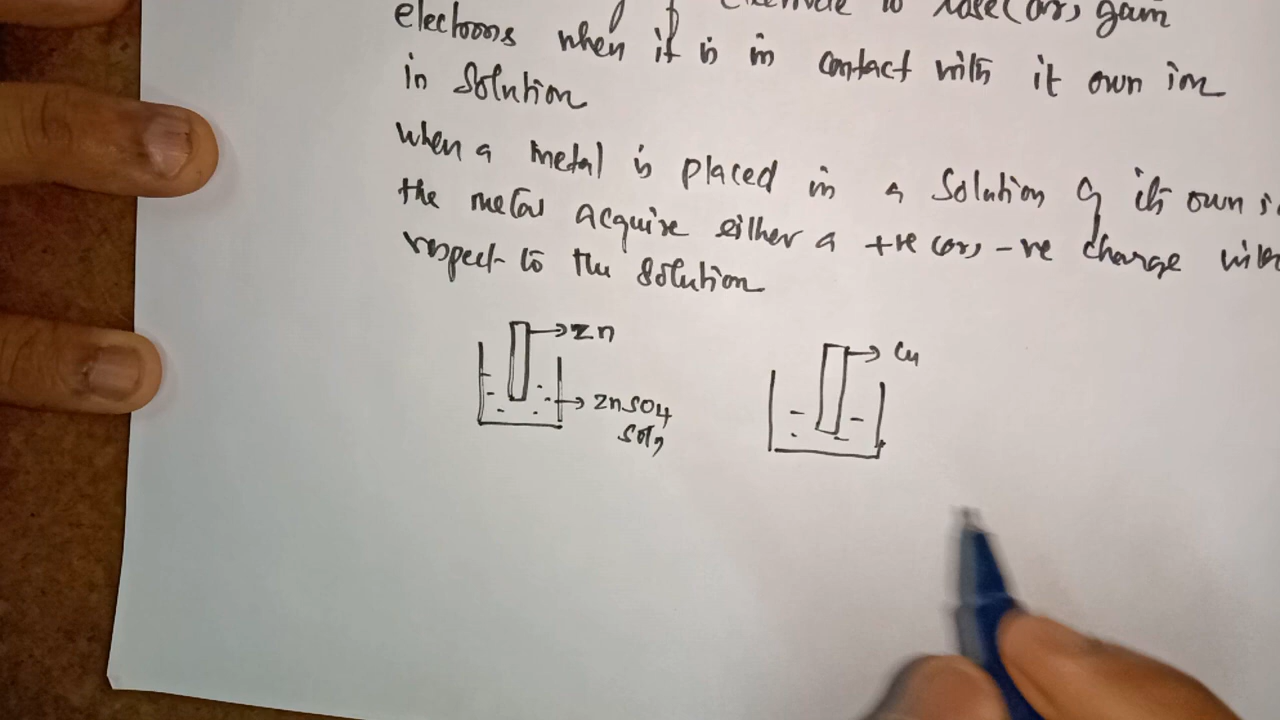 electrons when it is in contact with it own ion
in Solution
when a metal is placed in a Solution of its own
the metal acquire either a +ve (or) -ve charge with
respect to the solution
Zn
ZnSO4
Soln
Cu